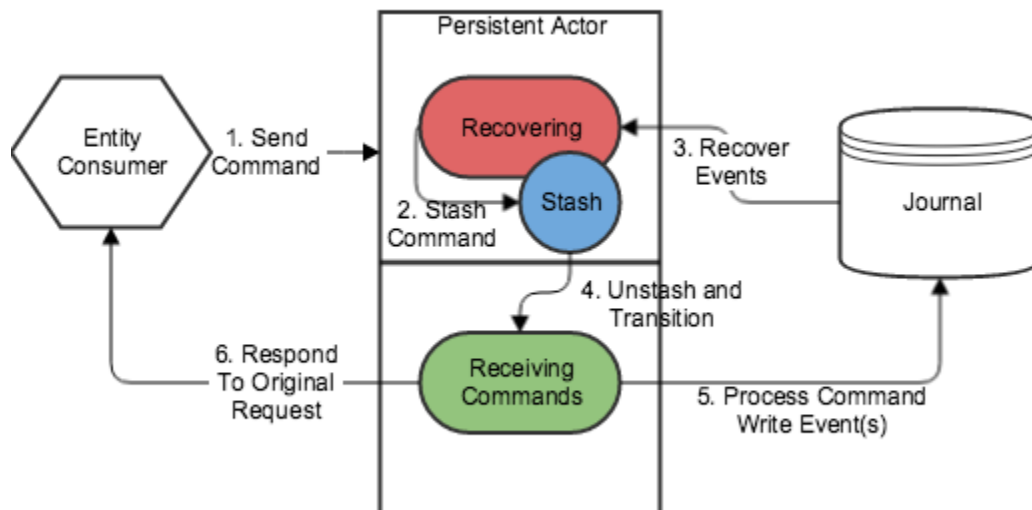 Persistent Actor
Entity
Consumer
1. Send
Command
Recovering
3. Recover
Events
Journal
2. Stash
Command
Stash
4. Unstash and
Transition
Receiving
Commands
5. Process Command
Write Event(s)
6. Respond
To Original
Request